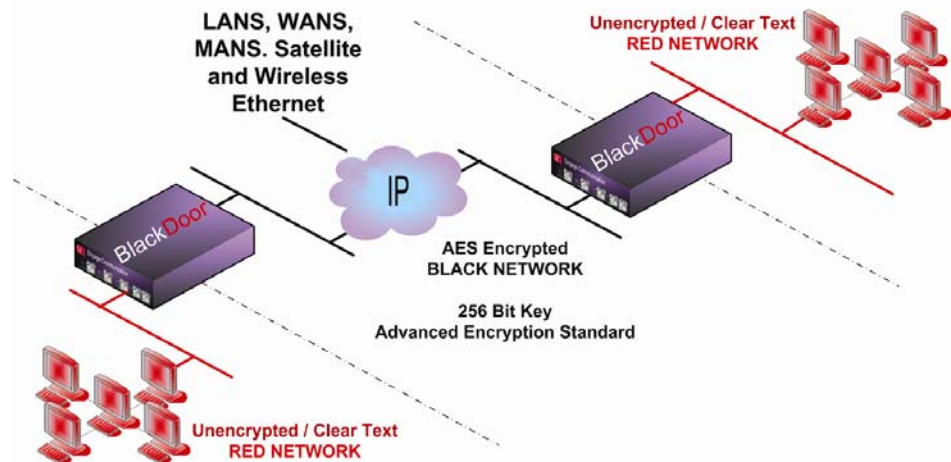 LANS, WANS,
MANS. Satellite
and Wireless
Ethernet
Unencrypted / Clear Text
RED NETWORK
BlackDoor
IP
BlackDoor
AES Encrypted
BLACK NETWORK
256 Bit Key
Advanced Encryption Standard
Unencrypted / Clear Text
RED NETWORK